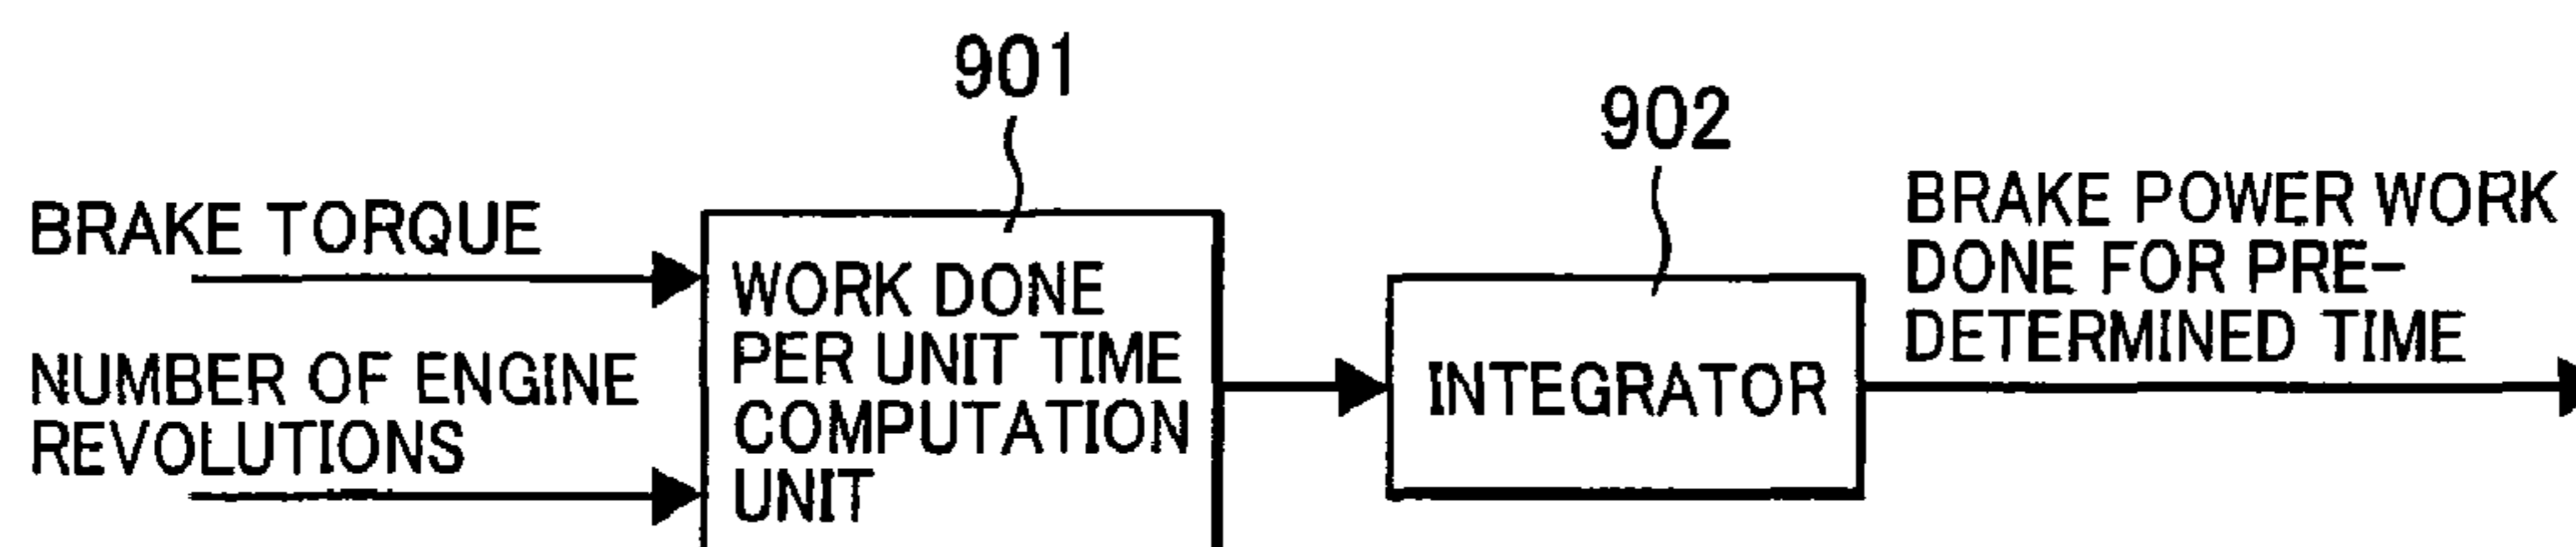 901
902
BRAKE TORQUE
NUMBER OF ENGINE
REVOLUTIONS
WORK DONE
PER UNIT TIME
COMPUTATION
UNIT
INTEGRATOR
BRAKE POWER WORK
DONE FOR PRE-
DETERMINED TIME